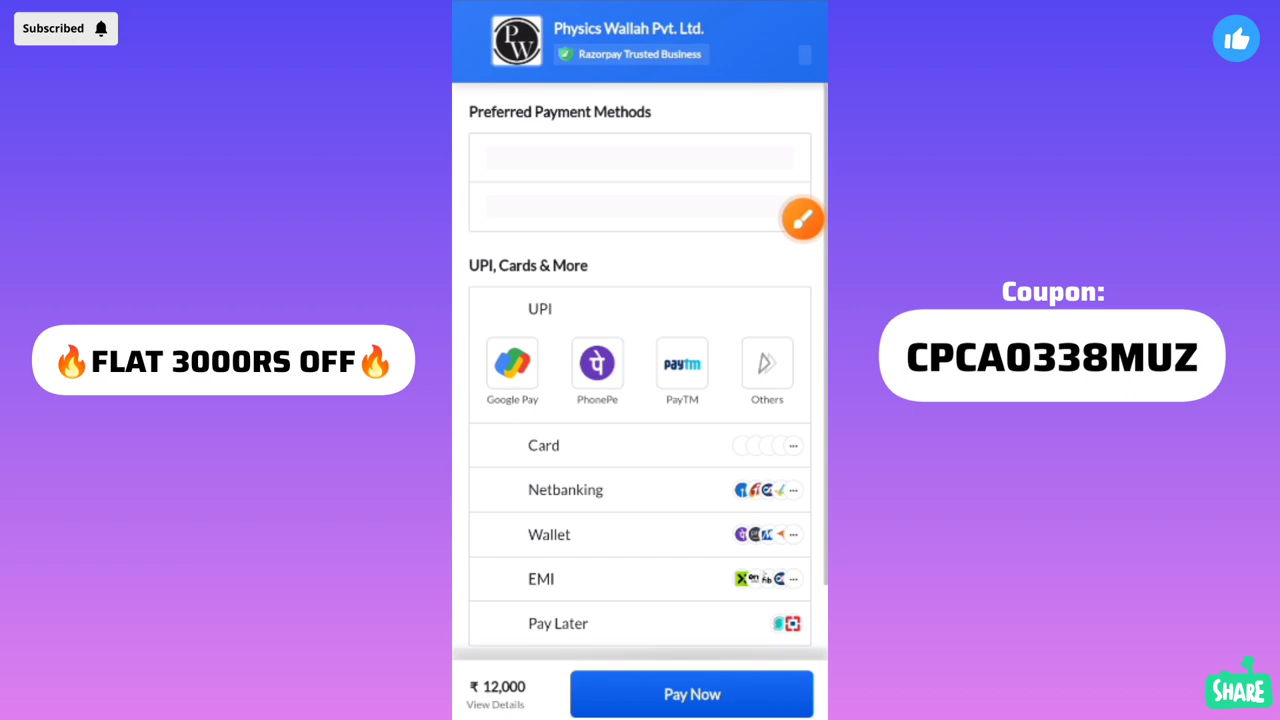 Subscribed
PW
Physics Wallah Pvt. Ltd.
Razorpay Trusted Business
Preferred Payment Methods
UPI, Cards & More
UPI
पे
paytm
Google Pay
PhonePe
PayTM
Others
Card
Netbanking
Wallet
EMI
Pay Later
₹ 12,000
View Details
Pay Now
🔥FLAT 3000RS OFF🔥
Coupon:
CPCA0338MUZ
SHARE